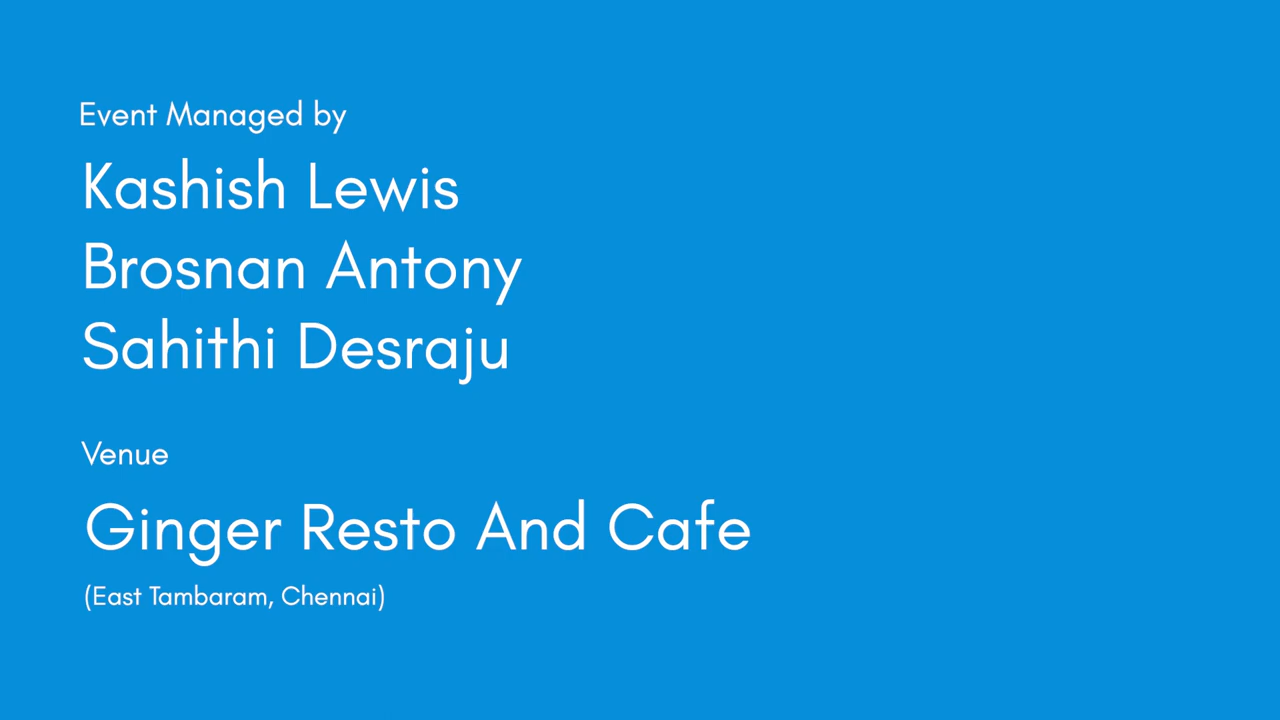 Event Managed by
Kashish Lewis
Brosnan Antony
Sahithi Desraju
Venue
Ginger Resto And Cafe
(East Tambaram, Chennai)